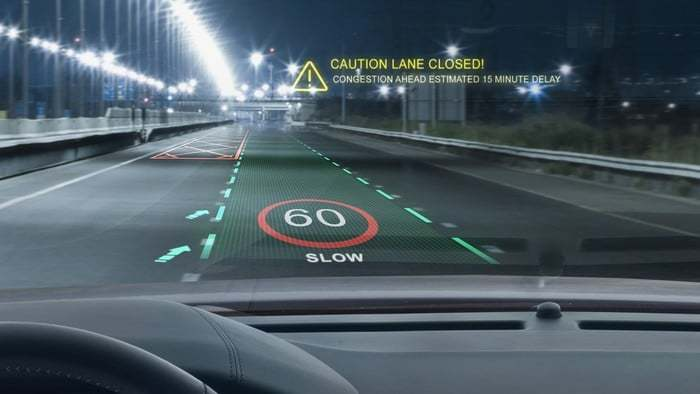 CAUTION LANE CLOSED!
CONGESTION AHEAD ESTIMATED 15 MINUTE DELAY
60
SLOW